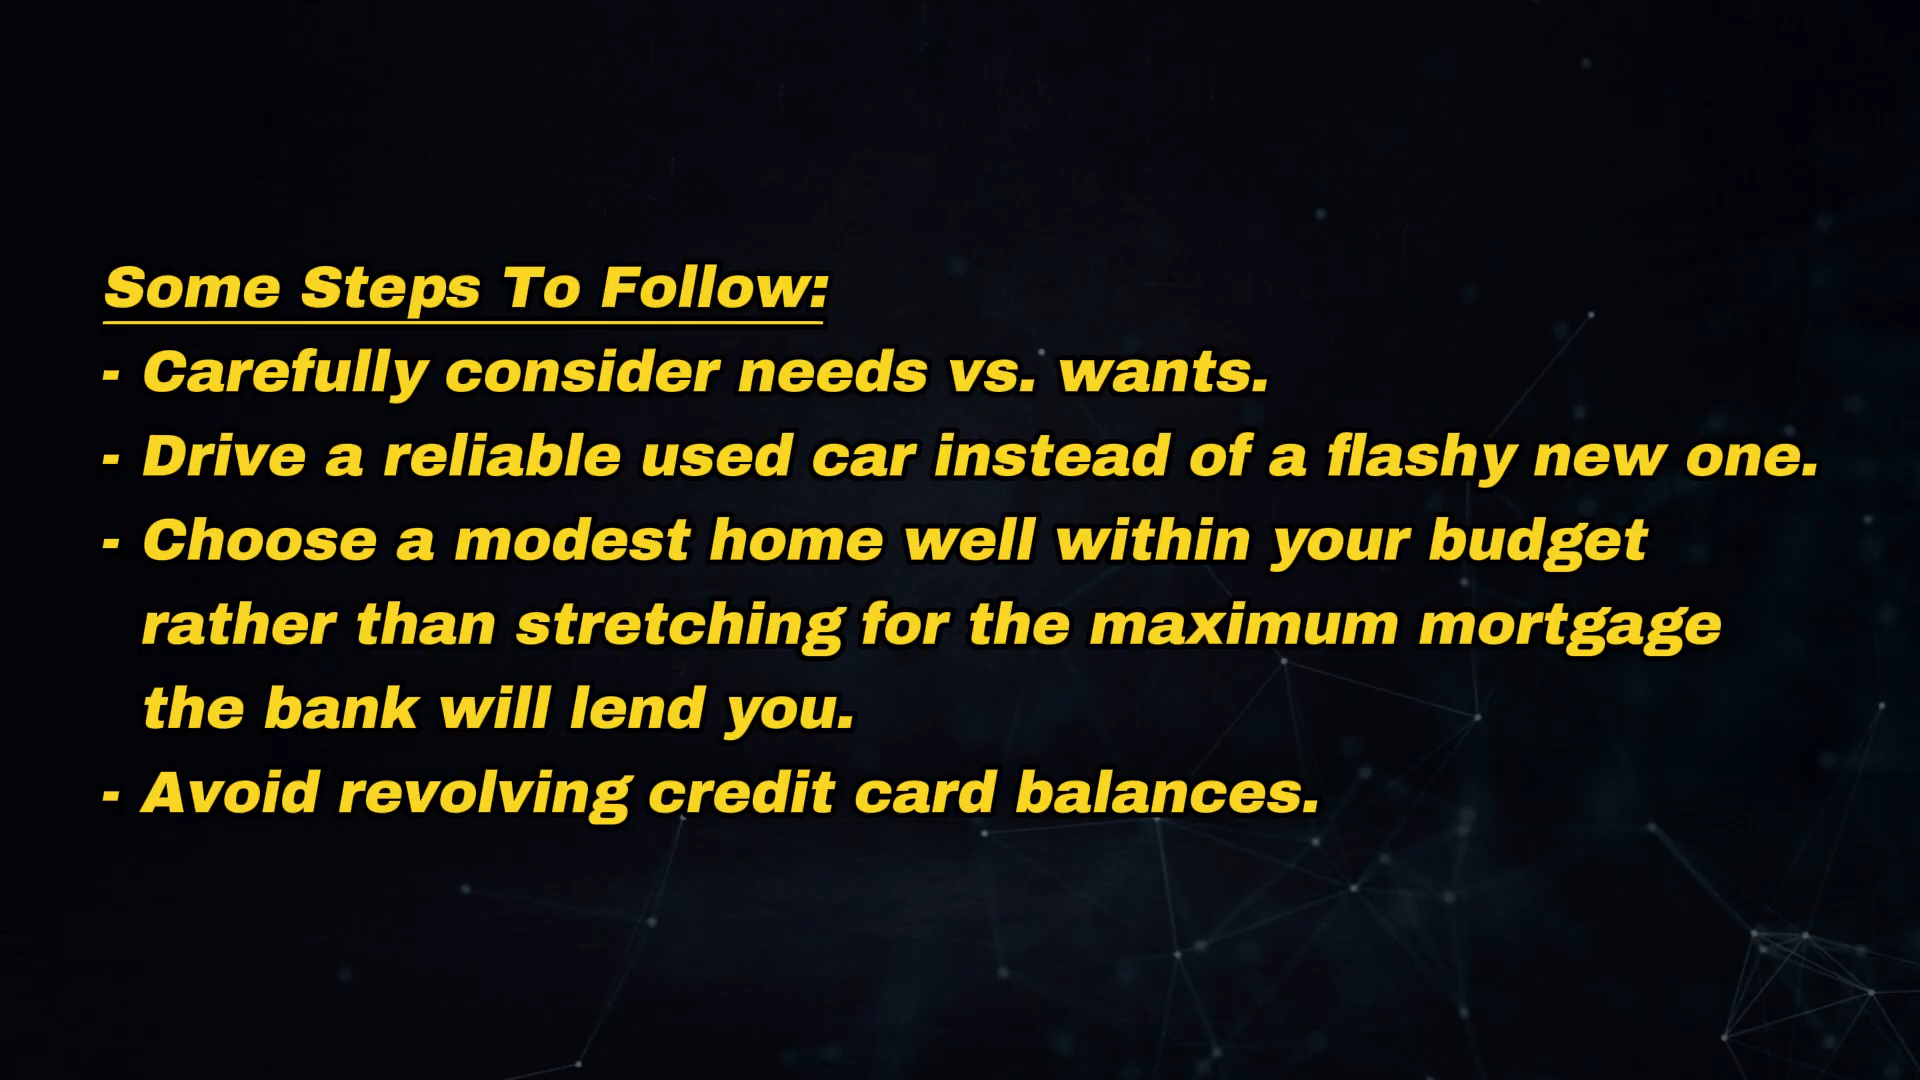 Some Steps To Follow:
- Carefully consider needs vs. wants.
- Drive a reliable used car instead of a flashy new one.
- Choose a modest home well within your budget
rather than stretching for the maximum mortgage
the bank will lend you.
- Avoid revolving credit card balances.